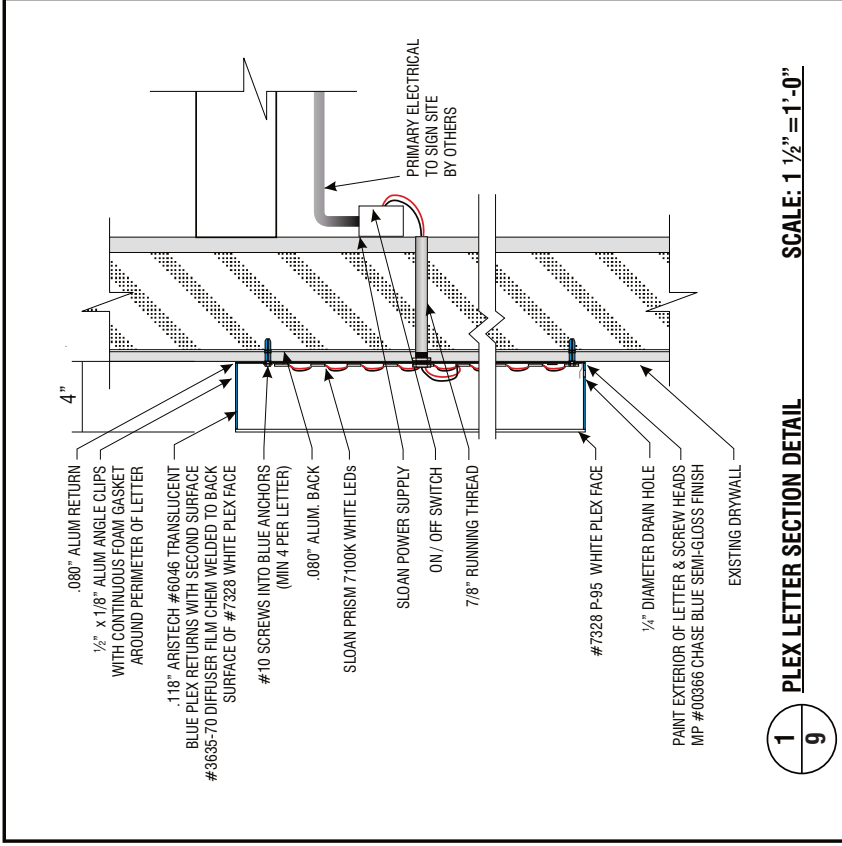 4"
.080" ALUM RETURN
½" x 1/8" ALUM ANGLE CLIPS
WITH CONTINUOUS FOAM GASKET
AROUND PERIMETER OF LETTER
.118" ARISTECH #6046 TRANSLUCENT
BLUE PLEX RETURNS WITH SECOND SURFACE
#3635-70 DIFFUSER FILM CHEM WELDED TO BACK
SURFACE OF #7328 WHITE PLEX FACE
#10 SCREWS INTO BLUE ANCHORS
(MIN 4 PER LETTER)
.080" ALUM. BACK
SLOAN PRISM 7100K WHITE LEDs
SLOAN POWER SUPPLY
ON / OFF SWITCH
7/8" RUNNING THREAD
PRIMARY ELECTRICAL
TO SIGN SITE
BY OTHERS
#7328 P-95 WHITE PLEX FACE
¼" DIAMETER DRAIN HOLE
PAINT EXTERIOR OF LETTER & SCREW HEADS
MP #00366 CHASE BLUE SEMI-GLOSS FINISH
EXISTING DRYWALL
1
9
PLEX LETTER SECTION DETAIL SCALE: 1 ½" = 1'-0"